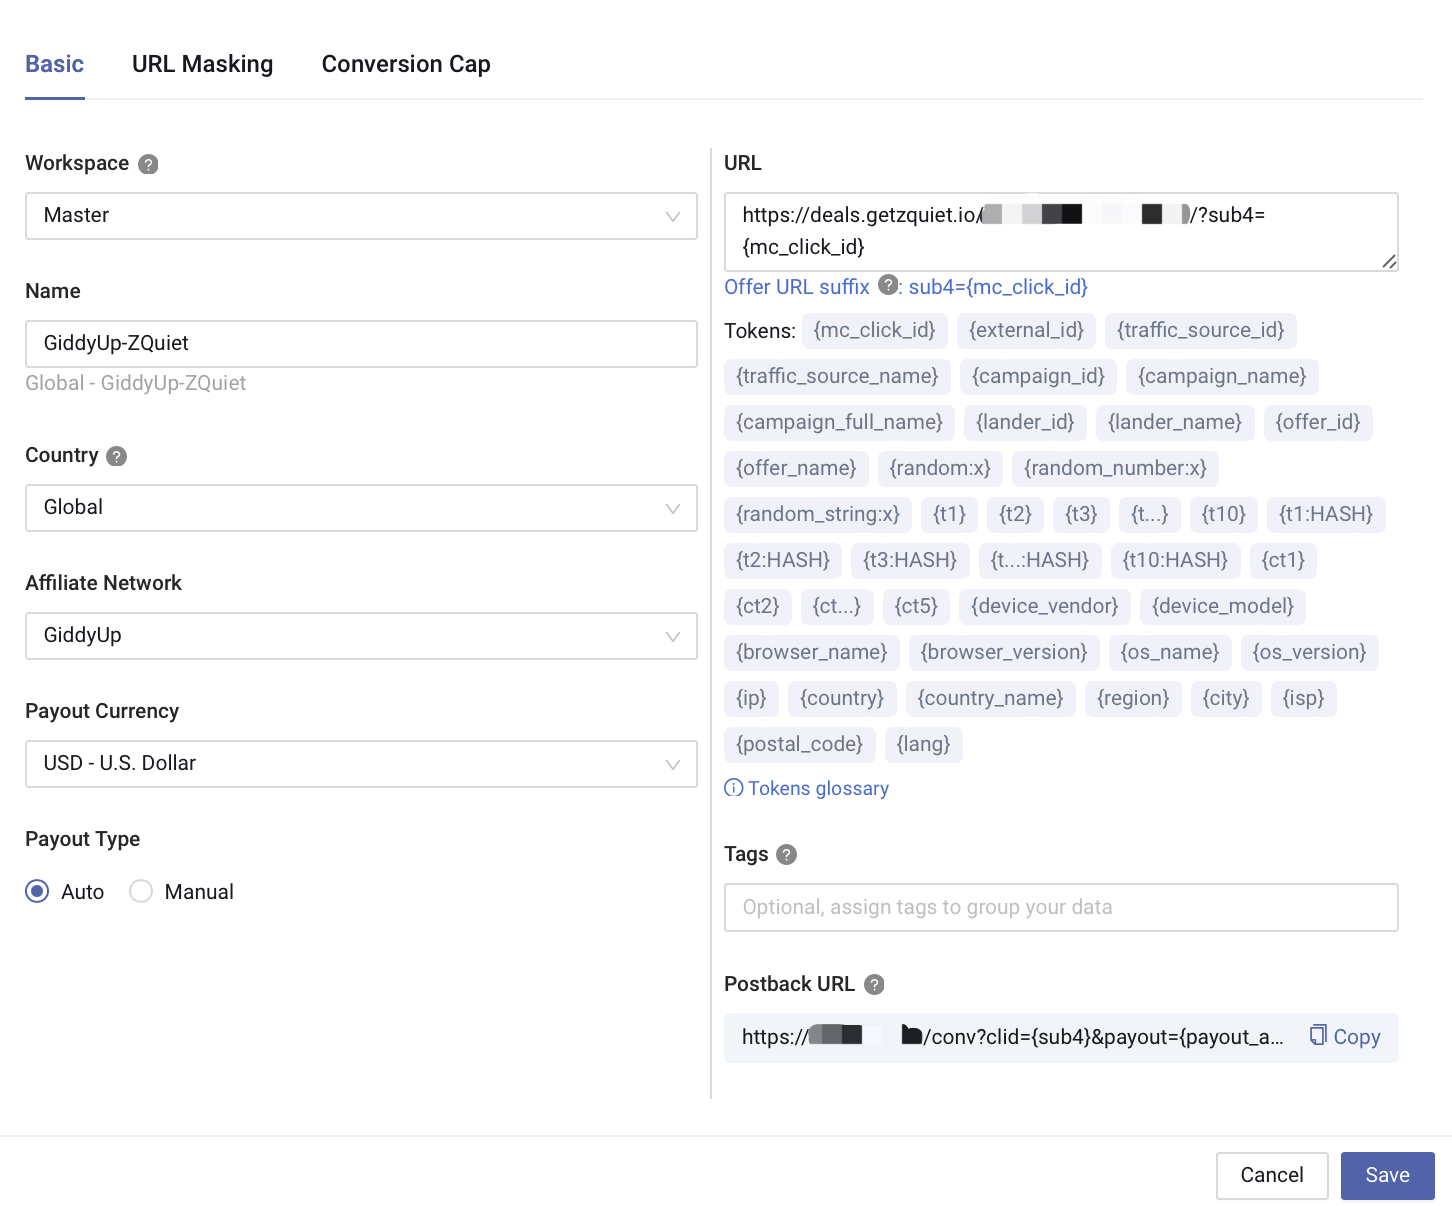 Basic URL Masking Conversion Cap
Workspace ?
Master
Name
GiddyUp-ZQuiet
Global - GiddyUp-ZQuiet
Country ?
Global
Affiliate Network
GiddyUp
Payout Currency
USD - U.S. Dollar
Payout Type
Auto Manual
URL
https://deals.getzquiet.io/ /?sub4=
{mc_click_id}
Offer URL suffix ? : sub4={mc_click_id}
Tokens: {mc_click_id} {external_id} {traffic_source_id}
{traffic_source_name} {campaign_id} {campaign_name}
{campaign_full_name} {lander_id} {lander_name} {offer_id}
{offer_name} {random:x} {random_number:x}
{random_string:x} {t1} {t2} {t3} {t...} {t10} {t1:HASH}
{t2:HASH} {t3:HASH} {t...:HASH} {t10:HASH} {ct1}
{ct2} {ct...} {ct5} {device_vendor} {device_model}
{browser_name} {browser_version} {os_name} {os_version}
{ip} {country} {country_name} {region} {city} {isp}
{postal_code} {lang}
Tokens glossary
Tags ?
Optional, assign tags to group your data
Postback URL ?
https:// /conv?clid={sub4}&payout={payout_a... Copy
Cancel Save